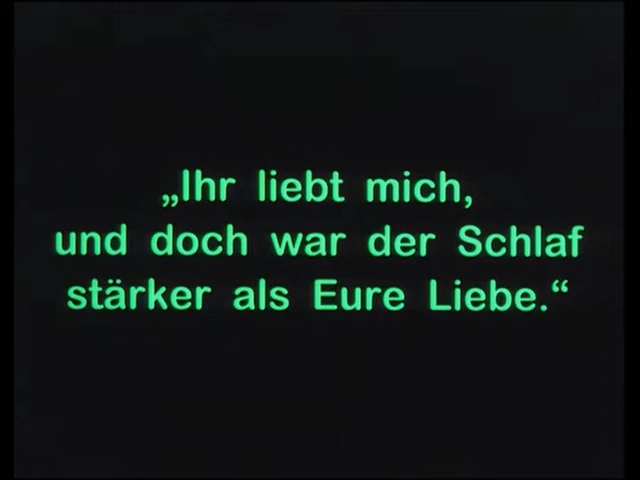 „Ihr liebt mich,
und doch war der Schlaf
stärker als Eure Liebe.“